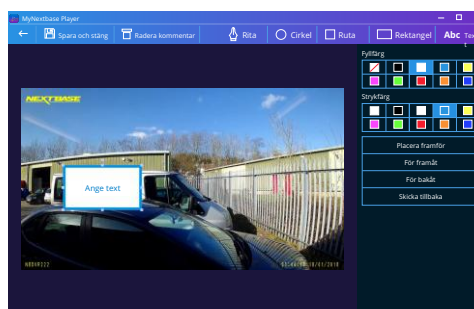 MyNextbase Player
Spara och stäng
Radera kommentar
Rita
Cirkel
Ruta
Rektangel
Abc
Tex
t
Fyllfärg
NEXTBASE
Strykfärg
Placera framför
För framåt
För bakåt
Skicka tillbaka
Ange text